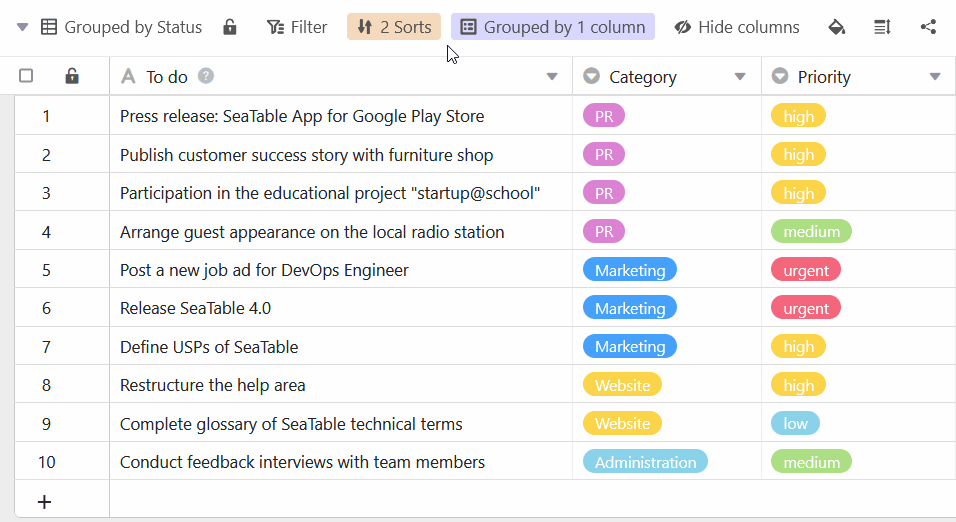 Grouped by Status Filter 2 Sorts Grouped by 1 column Hide columns
A To do ? Category Priority
1 Press release: SeaTable App for Google Play Store PR high
2 Publish customer success story with furniture shop PR high
3 Participation in the educational project "startup@school" PR high
4 Arrange guest appearance on the local radio station PR medium
5 Post a new job ad for DevOps Engineer Marketing urgent
6 Release SeaTable 4.0 Marketing urgent
7 Define USPs of SeaTable Marketing high
8 Restructure the help area Website high
9 Complete glossary of SeaTable technical terms Website low
10 Conduct feedback interviews with team members Administration medium
+